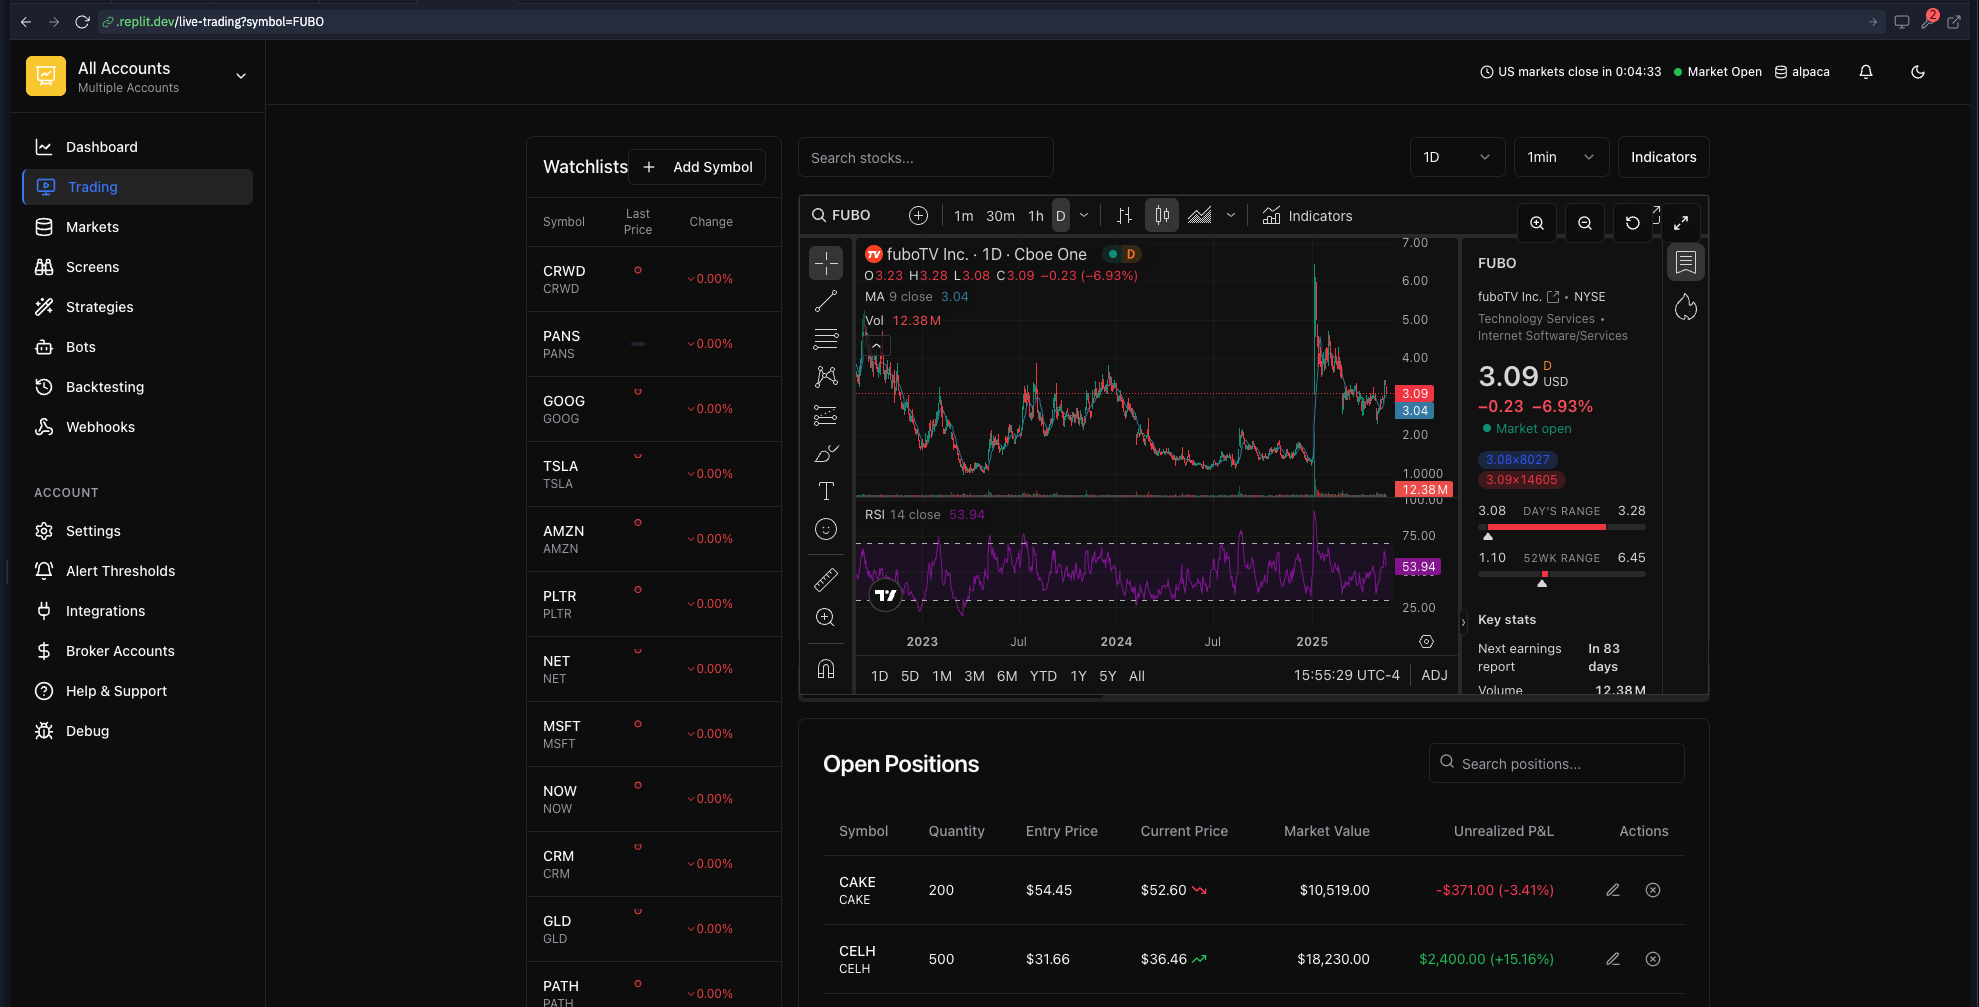 .replit.dev/live-trading?symbol=FUBO
2
All Accounts
Multiple Accounts
US markets close in 0:04:33
Market Open
alpaca
Dashboard
Trading
Markets
Screens
Strategies
Bots
Backtesting
Webhooks
ACCOUNT
Settings
Alert Thresholds
Integrations
Broker Accounts
Help & Support
Debug
Watchlists
Add Symbol
Symbol Last Price Change
CRWD
CRWD
0.00%
PANS
PANS
0.00%
GOOG
GOOG
0.00%
TSLA
TSLA
0.00%
AMZN
AMZN
0.00%
PLTR
PLTR
0.00%
NET
NET
0.00%
MSFT
MSFT
0.00%
NOW
NOW
0.00%
CRM
CRM
0.00%
GLD
GLD
0.00%
PATH
PATH
0.00%
Search stocks...
1D
1min
Indicators
FUBO
1m 30m 1h D
Indicators
fuboTV Inc. · 1D · Cboe One
D
O3.23 H3.28 L3.08 C3.09 −0.23 (−6.93%)
MA 9 close 3.04
Vol 12.38 M
7.00
6.00
5.00
4.00
3.09
3.04
2.00
1.0000
12.38 M
100.00
RSI 14 close 53.94
75.00
53.94
25.00
2023 Jul 2024 Jul 2025
1D 5D 1M 3M 6M YTD 1Y 5Y All
15:55:29 UTC-4
ADJ
FUBO
fuboTV Inc. • NYSE
Technology Services •
Internet Software/Services
3.09 D USD
−0.23 −6.93%
Market open
3.08×8027
3.09×14605
3.08 DAY'S RANGE 3.28
1.10 52WK RANGE 6.45
Key stats
Next earnings report In 83 days
Volume 12.38 M
Open Positions
Search positions...
Symbol Quantity Entry Price Current Price Market Value Unrealized P&L Actions
CAKE
CAKE
200 $54.45 $52.60 $10,519.00 -$371.00 (-3.41%)
CELH
CELH
500 $31.66 $36.46 $18,230.00 $2,400.00 (+15.16%)